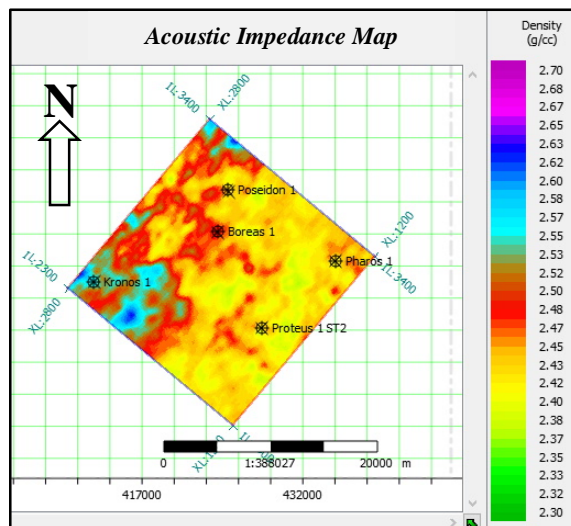 Acoustic Impedance Map
Density
(g/cc)
N
IL:3400
XL:2800
Poseidon 1
Boreas 1
XL:1200
IL:3400
Pharos 1
IL:2300
XL:2800
Kronos 1
Proteus 1 ST2
0
1:388027
20000 m
417000
432000
2.70
2.68
2.67
2.65
2.63
2.62
2.60
2.58
2.57
2.55
2.53
2.52
2.50
2.48
2.47
2.45
2.43
2.42
2.40
2.38
2.37
2.35
2.33
2.32
2.30